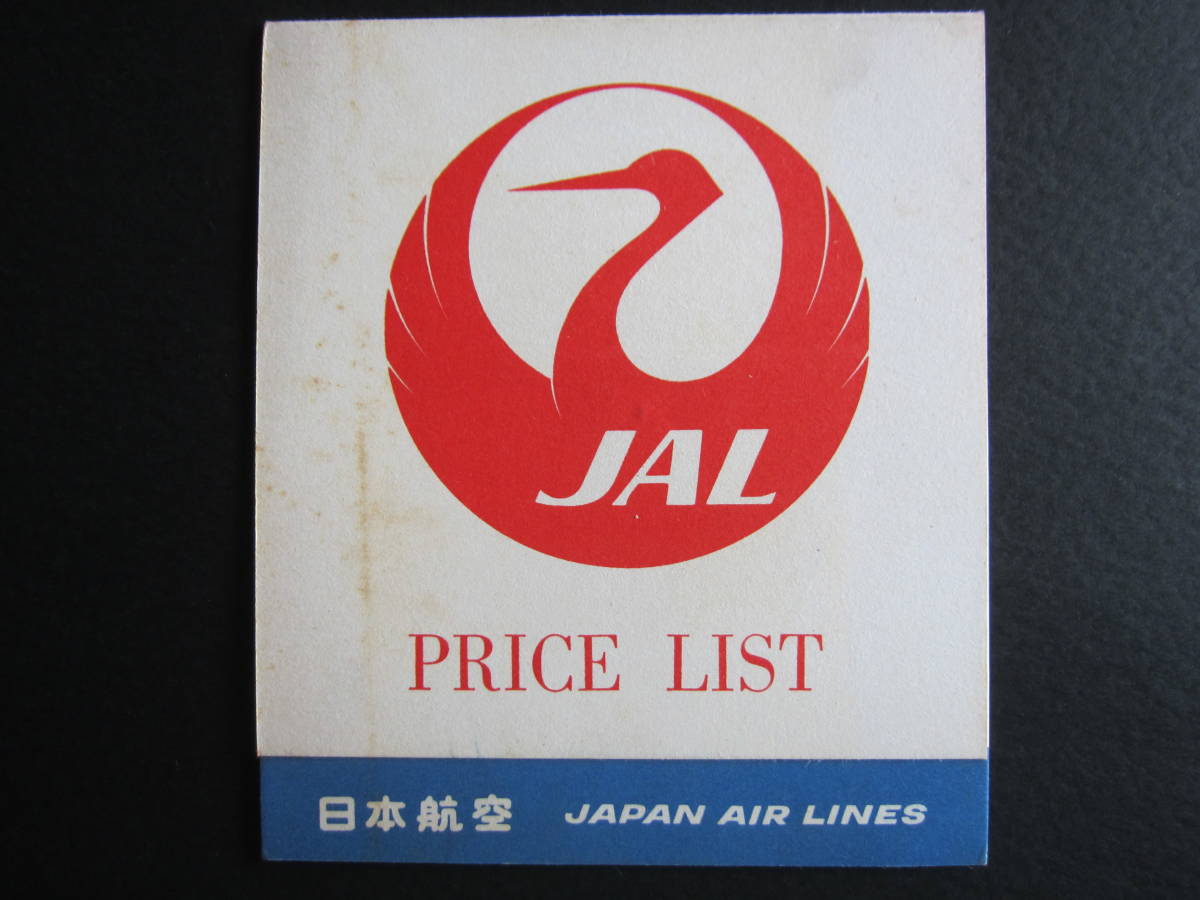 JAL
PRICE LIST
日本航空 JAPAN AIR LINES